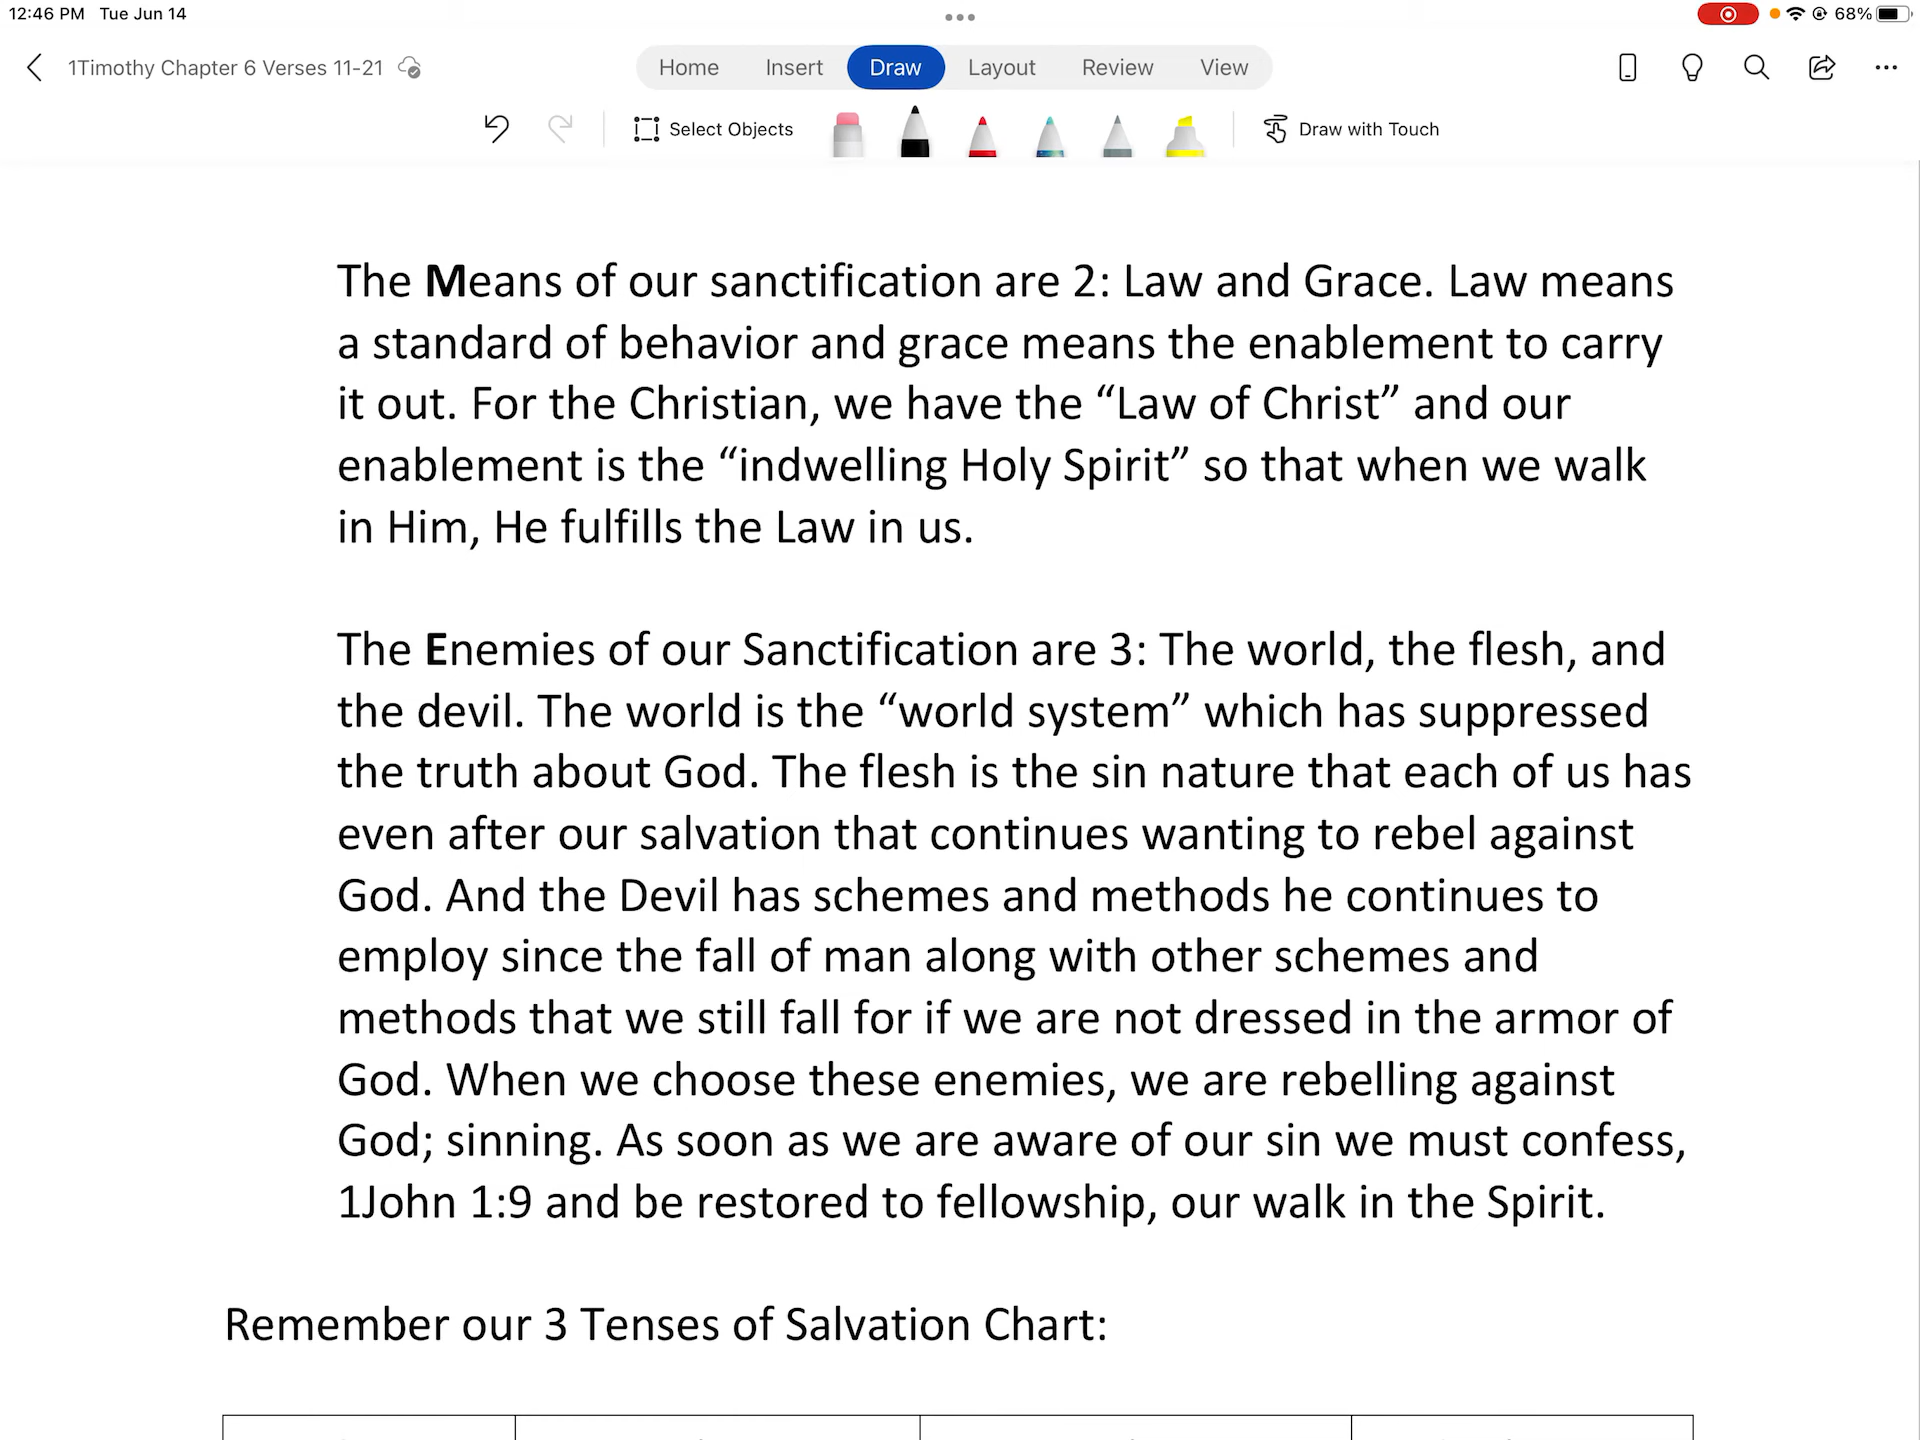 12:46 PM Tue Jun 14
68%
1Timothy Chapter 6 Verses 11-21
Home Insert Draw Layout Review View
Select Objects
Draw with Touch
The Means of our sanctification are 2: Law and Grace. Law means
a standard of behavior and grace means the enablement to carry
it out. For the Christian, we have the “Law of Christ” and our
enablement is the “indwelling Holy Spirit” so that when we walk
in Him, He fulfills the Law in us.
The Enemies of our Sanctification are 3: The world, the flesh, and
the devil. The world is the “world system” which has suppressed
the truth about God. The flesh is the sin nature that each of us has
even after our salvation that continues wanting to rebel against
God. And the Devil has schemes and methods he continues to
employ since the fall of man along with other schemes and
methods that we still fall for if we are not dressed in the armor of
God. When we choose these enemies, we are rebelling against
God; sinning. As soon as we are aware of our sin we must confess,
1John 1:9 and be restored to fellowship, our walk in the Spirit.
Remember our 3 Tenses of Salvation Chart: